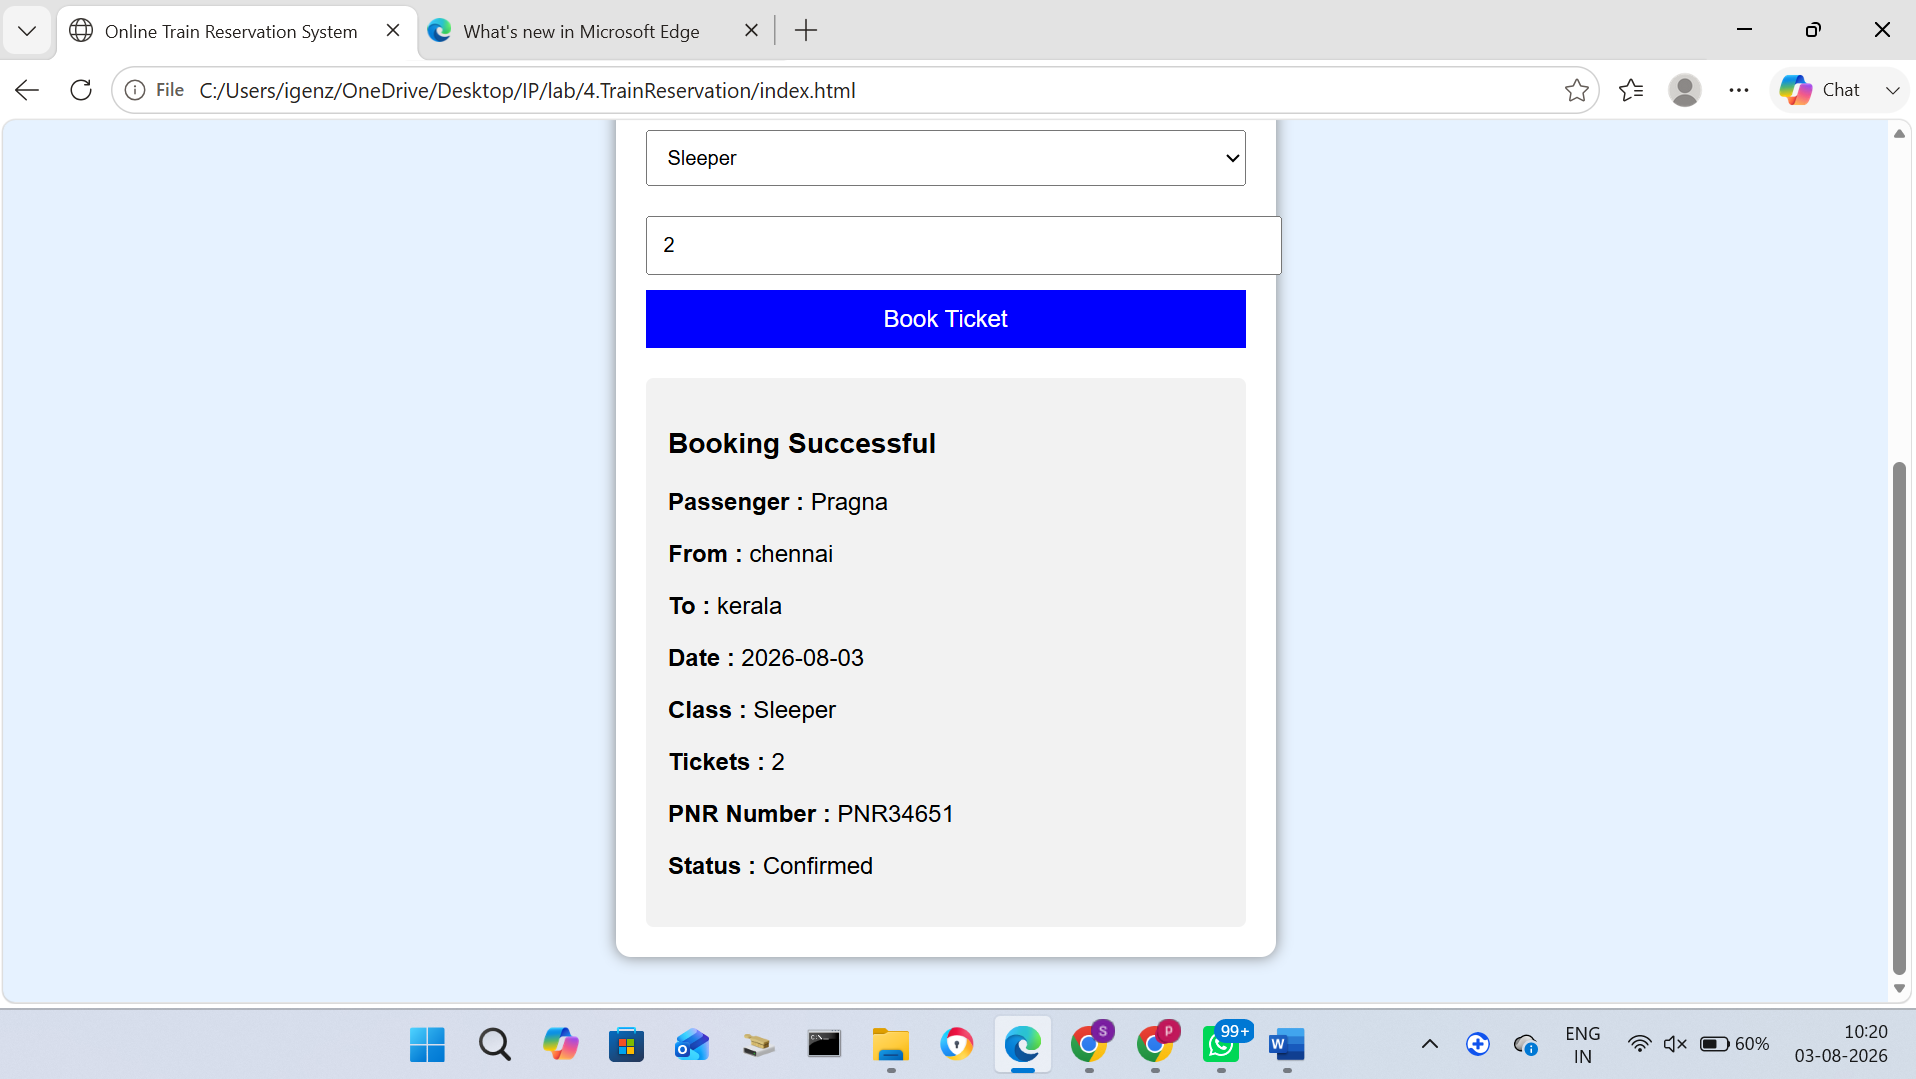 Online Train Reservation System
What's new in Microsoft Edge
File C:/Users/igenz/OneDrive/Desktop/IP/lab/4.TrainReservation/index.html
Chat
Sleeper
2
Book Ticket
Booking Successful
Passenger : Pragna
From : chennai
To : kerala
Date : 2026-08-03
Class : Sleeper
Tickets : 2
PNR Number : PNR34651
Status : Confirmed
S
P
99+
W
ENG
IN
60%
10:20
03-08-2026